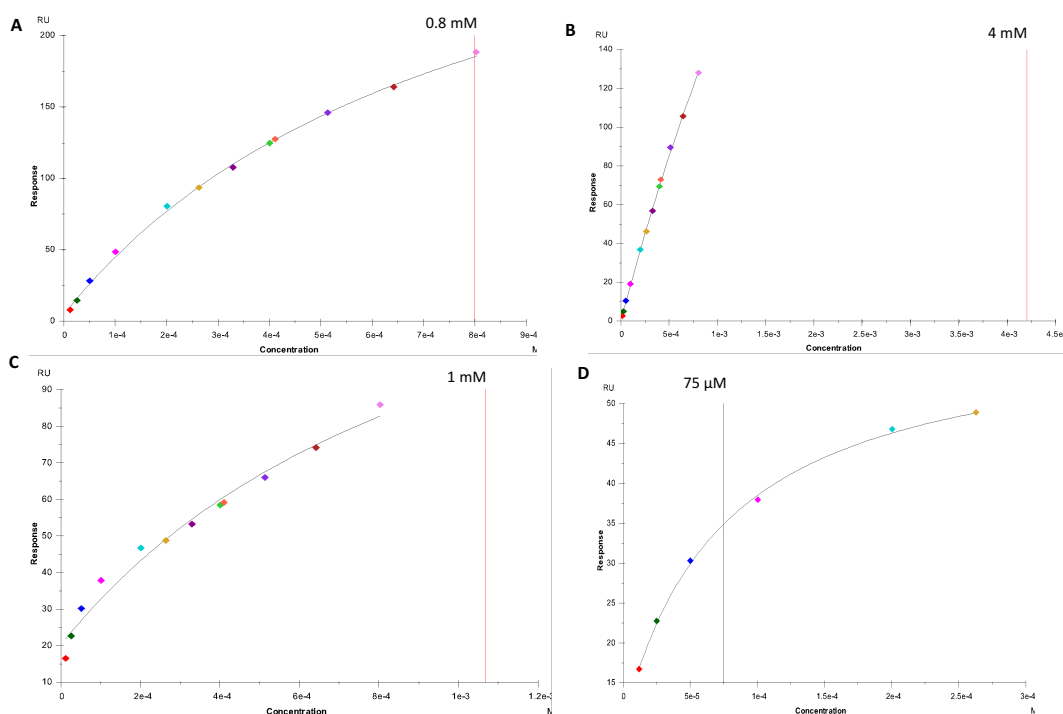 A
RU
0.8 mM
200
150
100
50
0
Response
0 1e-4 2e-4 3e-4 4e-4 5e-4 6e-4 7e-4 8e-4 9e-4
Concentration
B
RU
4 mM
140
120
100
80
60
40
20
0
Response
0 5e-4 1e-3 1.5e-3 2e-3 2.5e-3 3e-3 3.5e-3 4e-3 4.5e
Concentration
C
RU
1 mM
90
80
70
60
50
40
30
20
10
Response
0 2e-4 4e-4 6e-4 8e-4 1e-3 1.2e-3
Concentration
D
RU
75 µM
50
45
40
35
30
25
20
15
Response
0 5e-5 1e-4 1.5e-4 2e-4 2.5e-4 3e-4
Concentration